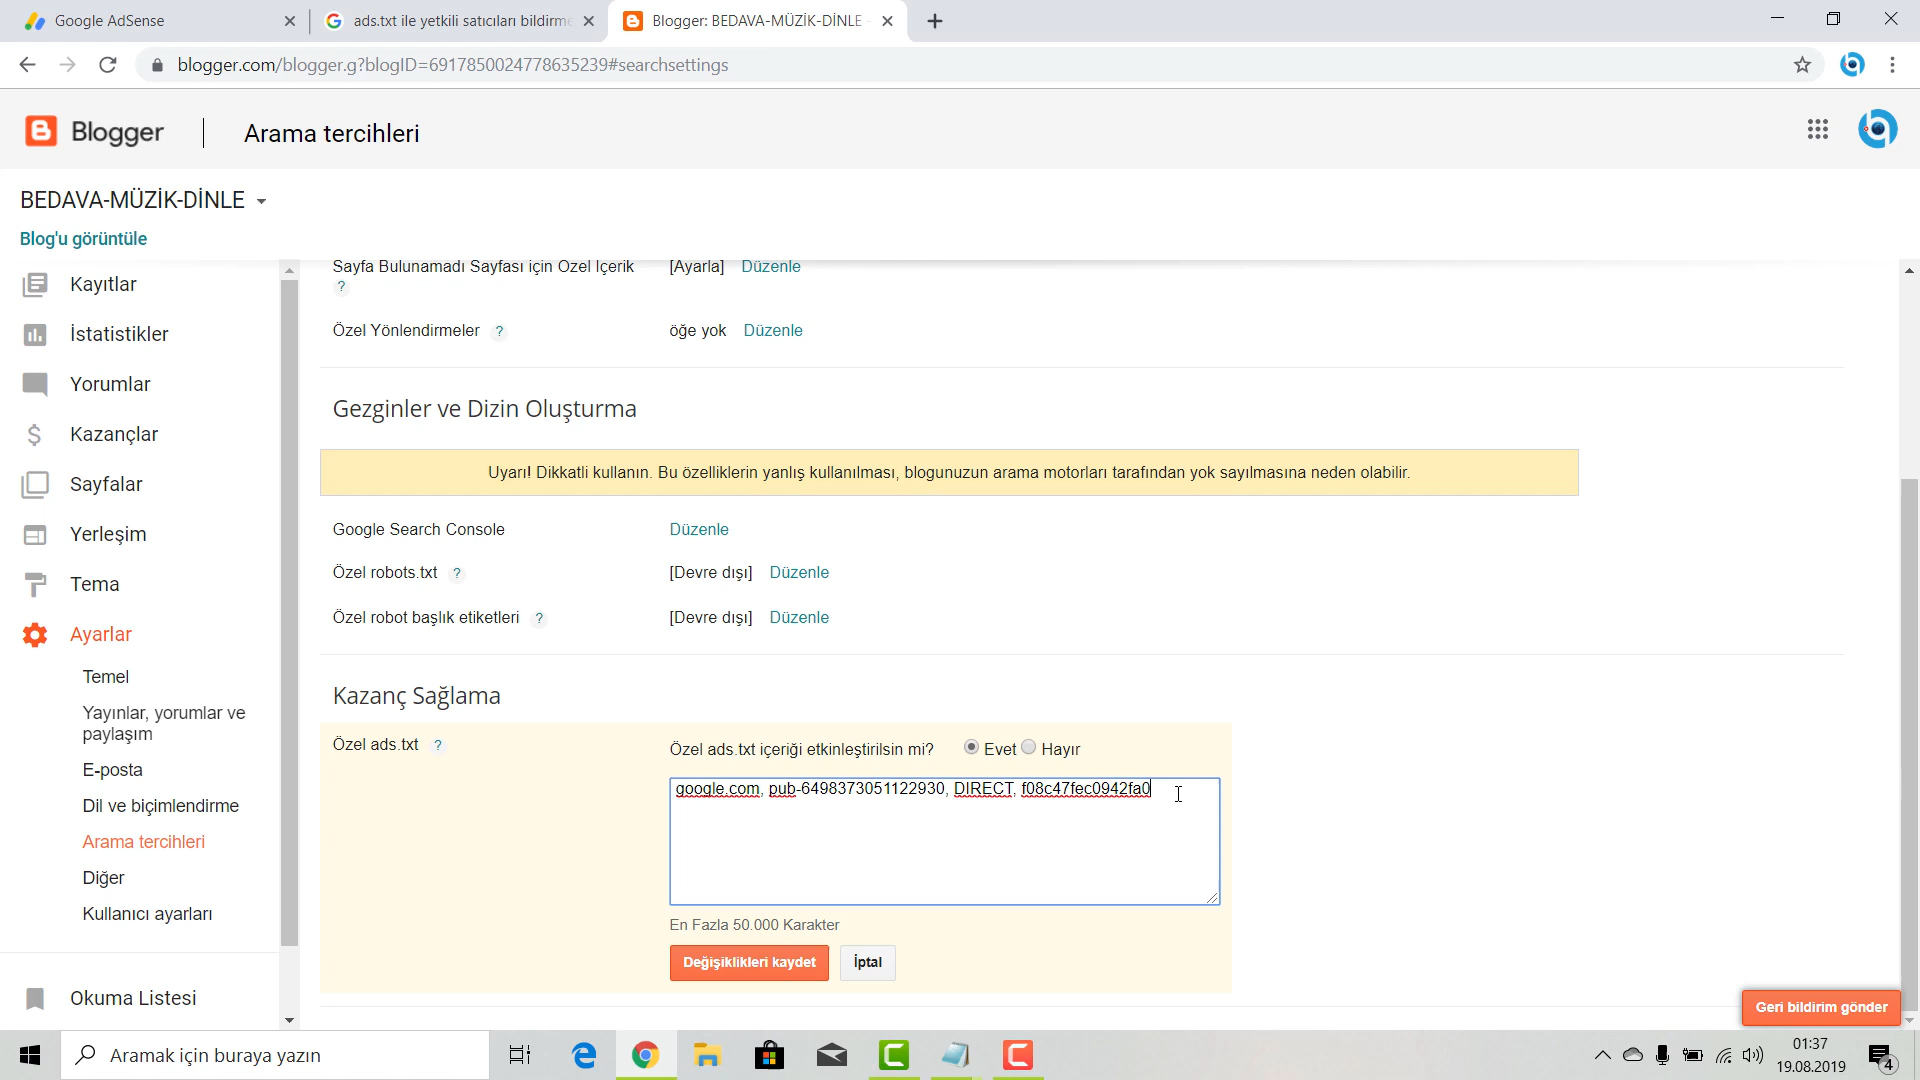 Google AdSense
ads.txt ile yetkili satıcıları bildirme
Blogger: BEDAVA-MÜZİK-DİNLE -
blogger.com/blogger.g?blogID=6917850024778635239#searchsettings
Blogger
Arama tercihleri
BEDAVA-MÜZİK-DİNLE
Blog'u görüntüle
Kayıtlar
İstatistikler
Yorumlar
Kazançlar
Sayfalar
Yerleşim
Tema
Ayarlar
Temel
Yayınlar, yorumlar ve
paylaşım
E-posta
Dil ve biçimlendirme
Arama tercihleri
Diğer
Kullanıcı ayarları
Okuma Listesi
Sayfa Bulunamadı Sayfası için Özel İçerik [Ayarla] Düzenle
?
Özel Yönlendirmeler ? öğe yok Düzenle
Gezginler ve Dizin Oluşturma
Uyarı! Dikkatli kullanın. Bu özelliklerin yanlış kullanılması, blogunuzun arama motorları tarafından yok sayılmasına neden olabilir.
Google Search Console Düzenle
Özel robots.txt ? [Devre dışı] Düzenle
Özel robot başlık etiketleri ? [Devre dışı] Düzenle
Kazanç Sağlama
Özel ads.txt ? Özel ads.txt içeriği etkinleştirilsin mi? Evet Hayır
google.com, pub-6498373051122930, DIRECT, f08c47fec0942fa0
En Fazla 50.000 Karakter
Değişiklikleri kaydet İptal
Geri bildirim gönder
Aramak için buraya yazın
01:37
19.08.2019
4